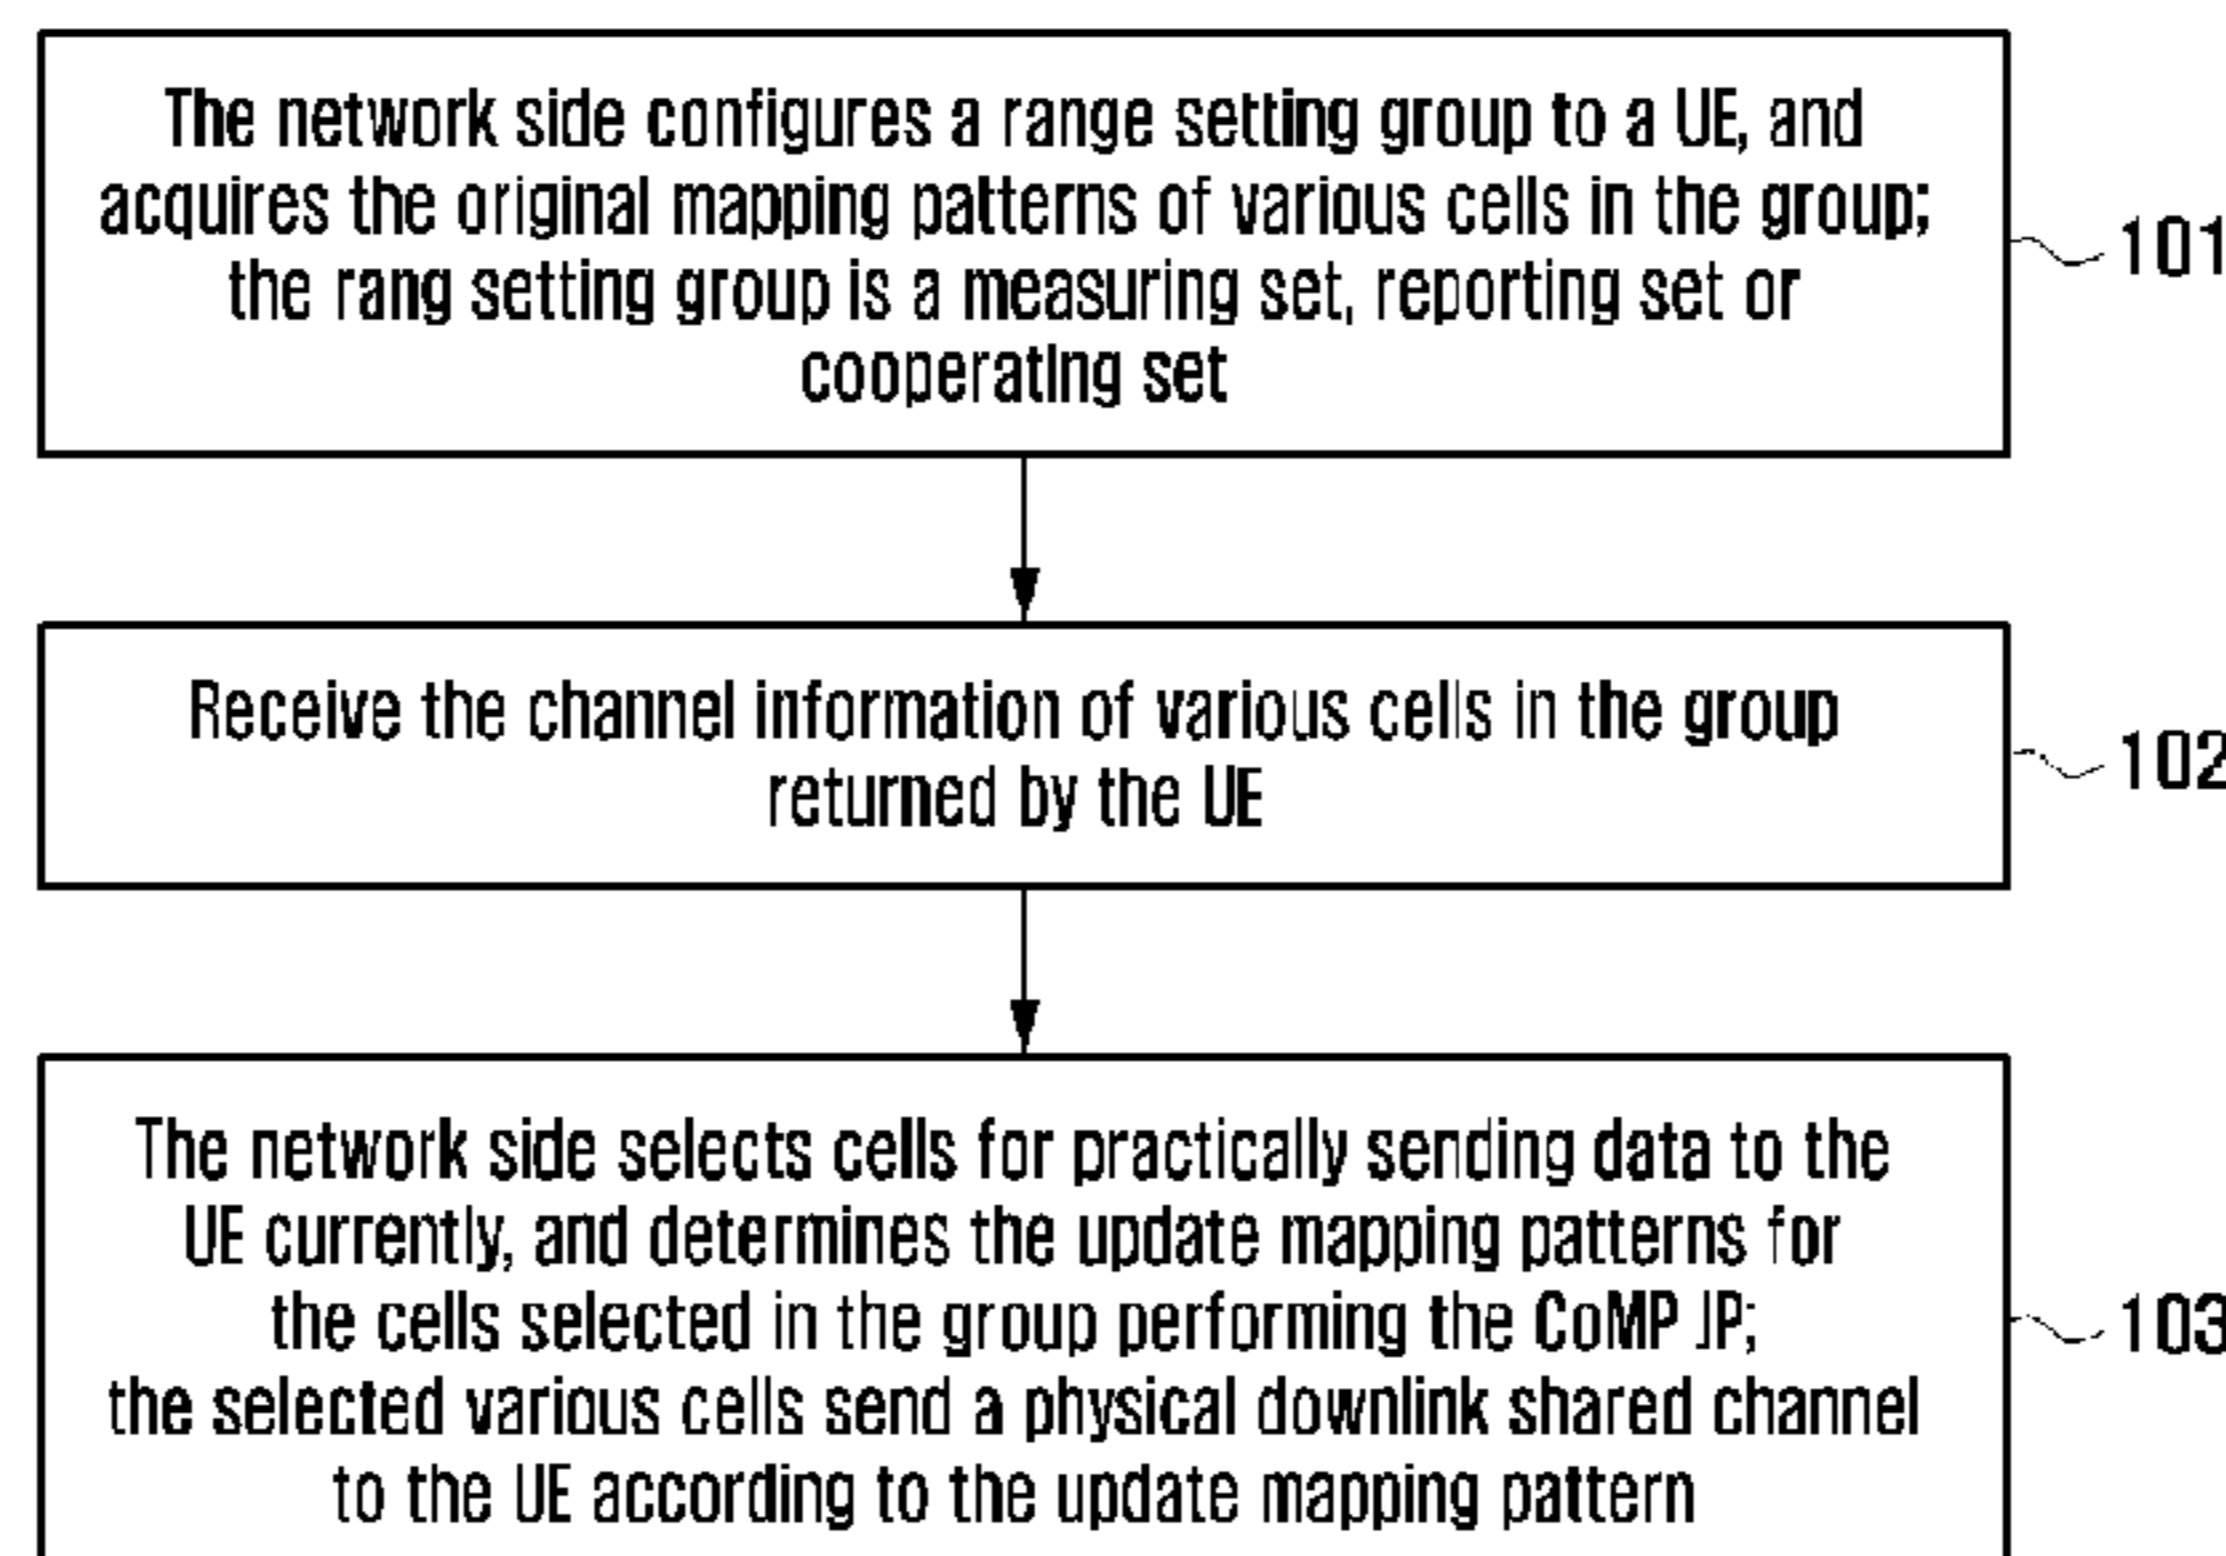 The network side configures a range setting group to a UE, and
acquires the original mapping patterns of various cells in the group;
the rang setting group is a measuring set, reporting set or
cooperating set
101
Receive the channel information of various cells in the group
returned by the UE
102
The network side selects cells for practically sending data to the
UE currently, and determines the update mapping patterns for
the cells selected in the group performing the CoMP JP;
the selected various cells send a physical downlink shared channel
to the UE according to the update mapping pattern
103